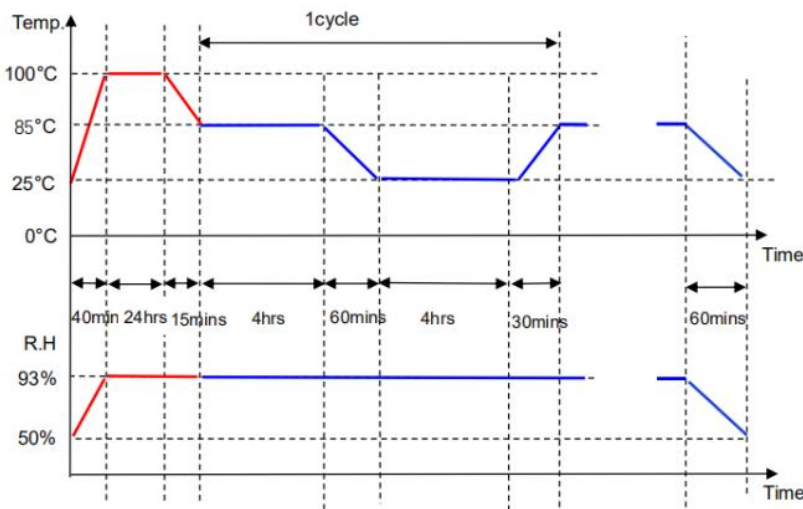 Temp.
1cycle
100°C
85°C
25°C
0°C
Time
40min 24hrs 15mins 4hrs 60mins 4hrs 30mins 60mins
R.H
93%
50%
Time